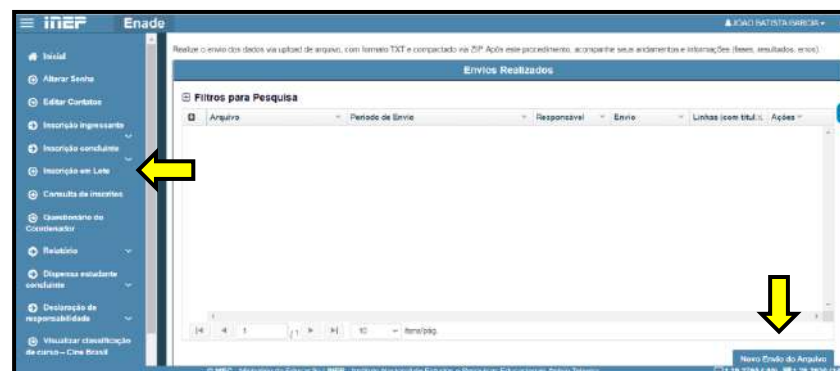 inep Enade JOAO BATISTA GARCIA
Realize o envio dos dados via upload de arquivo, com formato TXT e compactado via ZIP. Após este procedimento, acompanhe seus andamentos e informações (fases, resultados, erros).
Envios Realizados
Inicial
Alterar Senha
Editar Contatos
Inscrição ingressante
Inscrição concluinte
Inscrição em Lote
Consulta de inscritos
Questionário do
Coordenador
Relatório
Dispensa estudante
concluinte
Declaração de
responsabilidade
Visualizar classificação
de curso – Cine Brasil
Filtros para Pesquisa
Arquivo Período de Envio Responsável Envio Linhas (com títul Ações
1 / 1 10 itens/pág.
Novo Envio do Arquivo